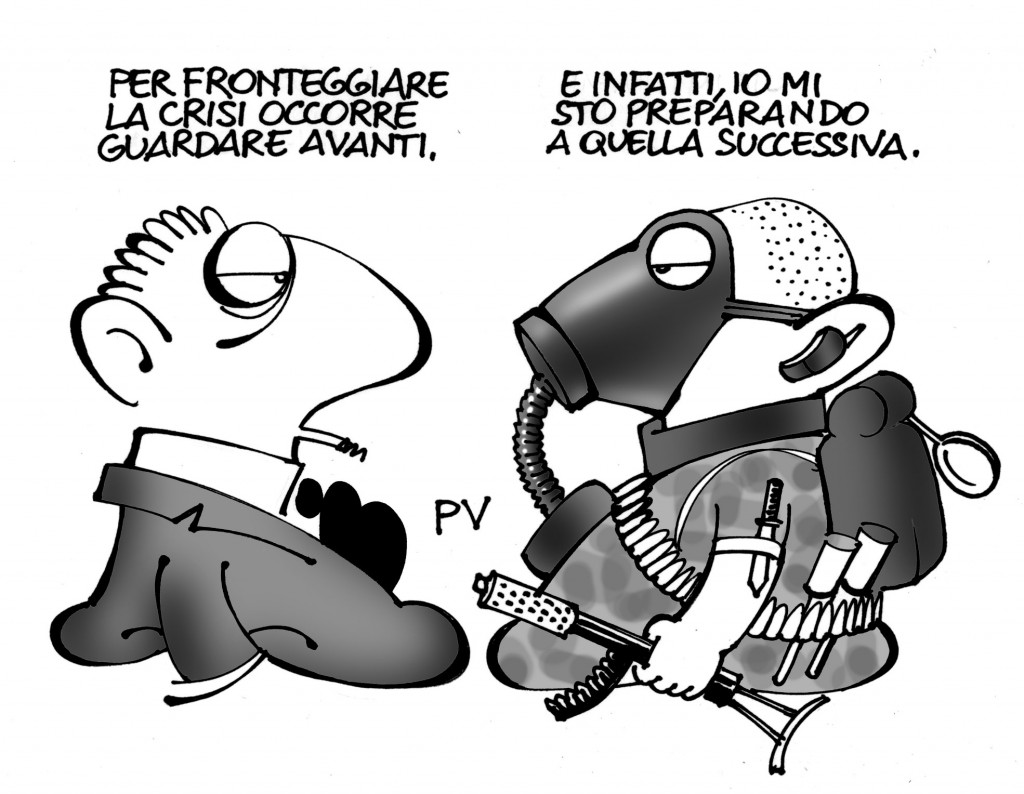 PER FRONTEGGIARE
LA CRISI OCCORRE
GUARDARE AVANTI.
E INFATTI, IO MI
STO PREPARANDO
A QUELLA SUCCESSIVA.
PV